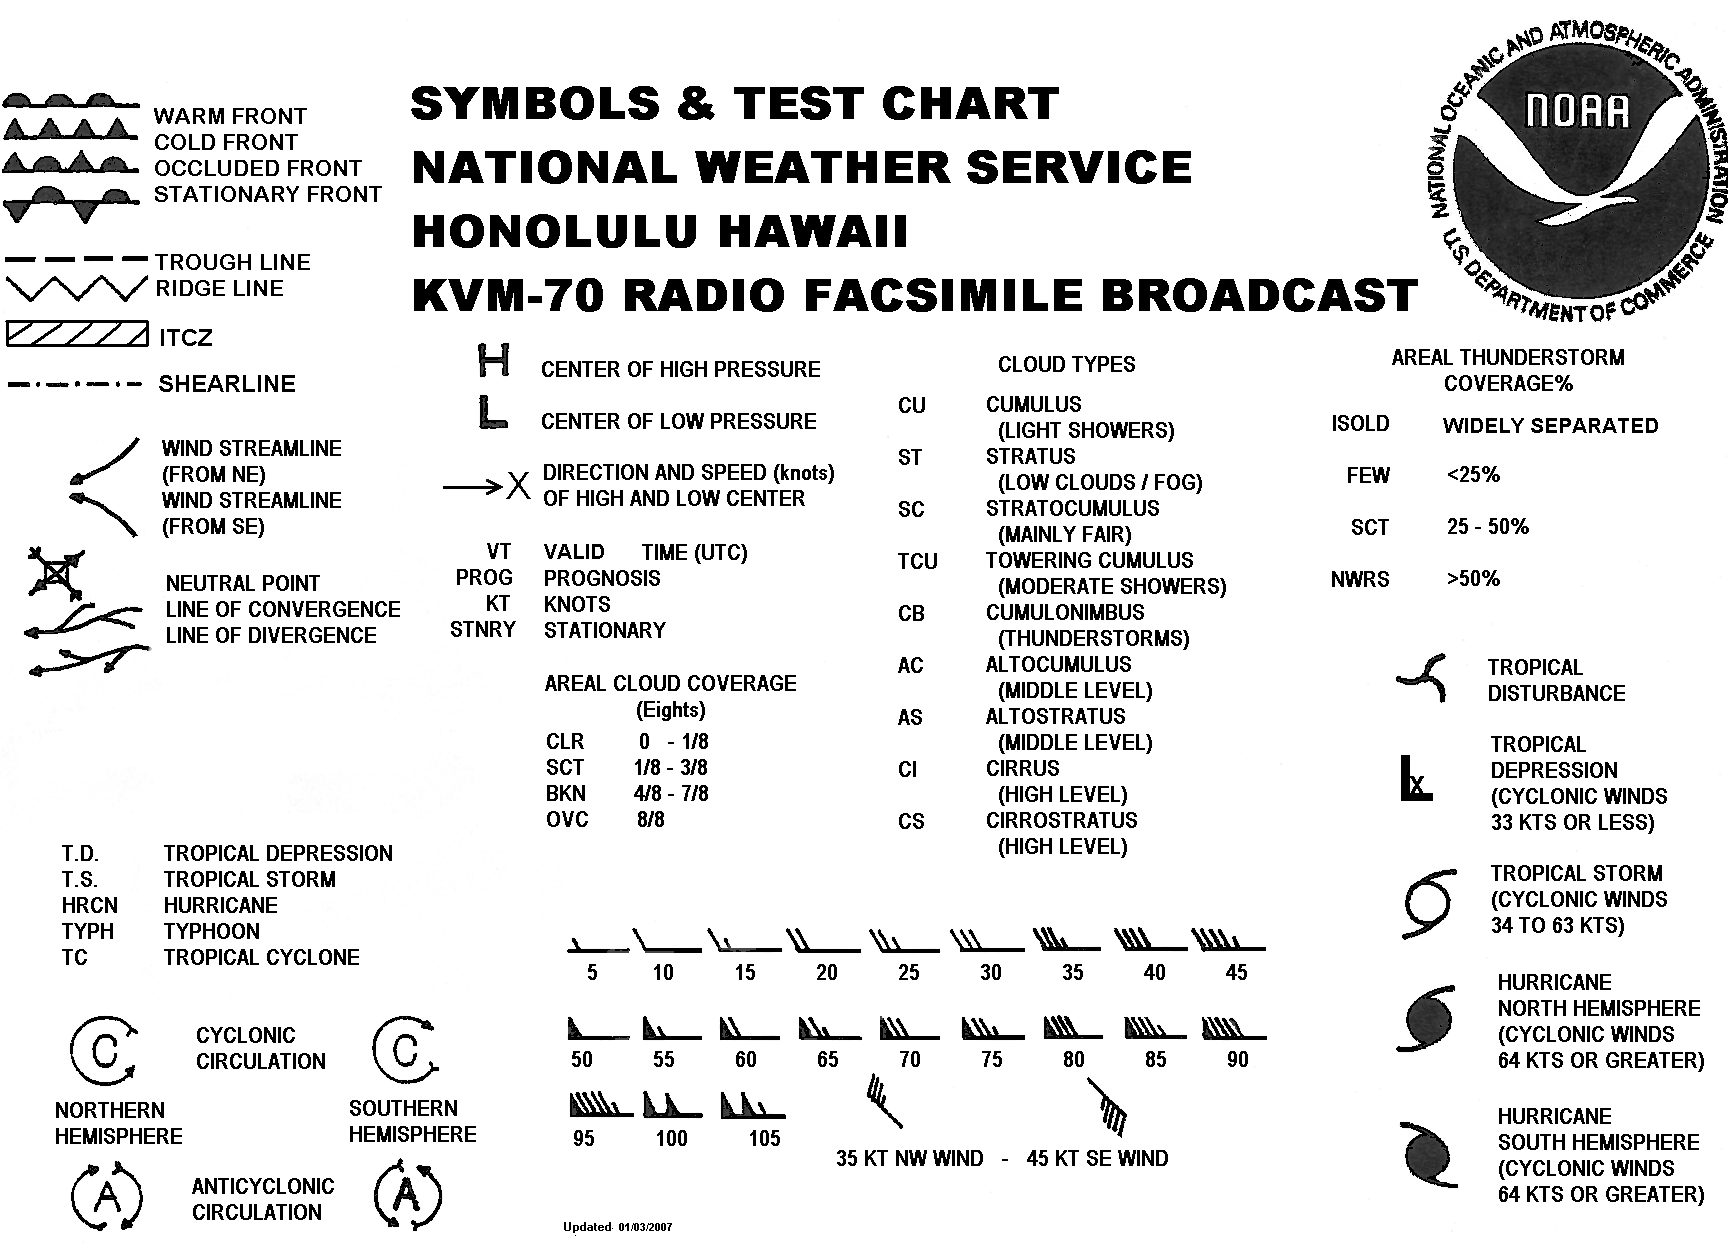 SYMBOLS & TEST CHART
NATIONAL WEATHER SERVICE
HONOLULU HAWAII
KVM-70 RADIO FACSIMILE BROADCAST
NATIONAL OCEANIC AND ATMOSPHERIC ADMINISTRATION
NOAA
U.S. DEPARTMENT OF COMMERCE
WARM FRONT
COLD FRONT
OCCLUDED FRONT
STATIONARY FRONT
TROUGH LINE
RIDGE LINE
ITCZ
SHEARLINE
WIND STREAMLINE
(FROM NE)
WIND STREAMLINE
(FROM SE)
NEUTRAL POINT
LINE OF CONVERGENCE
LINE OF DIVERGENCE
T.D. TROPICAL DEPRESSION
T.S. TROPICAL STORM
HRCN HURRICANE
TYPH TYPHOON
TC TROPICAL CYCLONE
C CYCLONIC C
CIRCULATION
NORTHERN SOUTHERN
HEMISPHERE HEMISPHERE
A ANTICYCLONIC A
CIRCULATION
H CENTER OF HIGH PRESSURE
L CENTER OF LOW PRESSURE
X DIRECTION AND SPEED (knots)
OF HIGH AND LOW CENTER
VT VALID TIME (UTC)
PROG PROGNOSIS
KT KNOTS
STNRY STATIONARY
AREAL CLOUD COVERAGE
(Eights)
CLR 0 - 1/8
SCT 1/8 - 3/8
BKN 4/8 - 7/8
OVC 8/8
CLOUD TYPES
CU CUMULUS
(LIGHT SHOWERS)
ST STRATUS
(LOW CLOUDS / FOG)
SC STRATOCUMULUS
(MAINLY FAIR)
TCU TOWERING CUMULUS
(MODERATE SHOWERS)
CB CUMULONIMBUS
(THUNDERSTORMS)
AC ALTOCUMULUS
(MIDDLE LEVEL)
AS ALTOSTRATUS
(MIDDLE LEVEL)
CI CIRRUS
(HIGH LEVEL)
CS CIRROSTRATUS
(HIGH LEVEL)
AREAL THUNDERSTORM
COVERAGE%
ISOLD WIDELY SEPARATED
FEW <25%
SCT 25 - 50%
NWRS >50%
TROPICAL
DISTURBANCE
TROPICAL
DEPRESSION
X (CYCLONIC WINDS
33 KTS OR LESS)
TROPICAL STORM
(CYCLONIC WINDS
34 TO 63 KTS)
HURRICANE
NORTH HEMISPHERE
(CYCLONIC WINDS
64 KTS OR GREATER)
HURRICANE
SOUTH HEMISPHERE
(CYCLONIC WINDS
64 KTS OR GREATER)
5 10 15 20 25 30 35 40 45
50 55 60 65 70 75 80 85 90
95 100 105
35 KT NW WIND - 45 KT SE WIND
Updated 01/03/2007